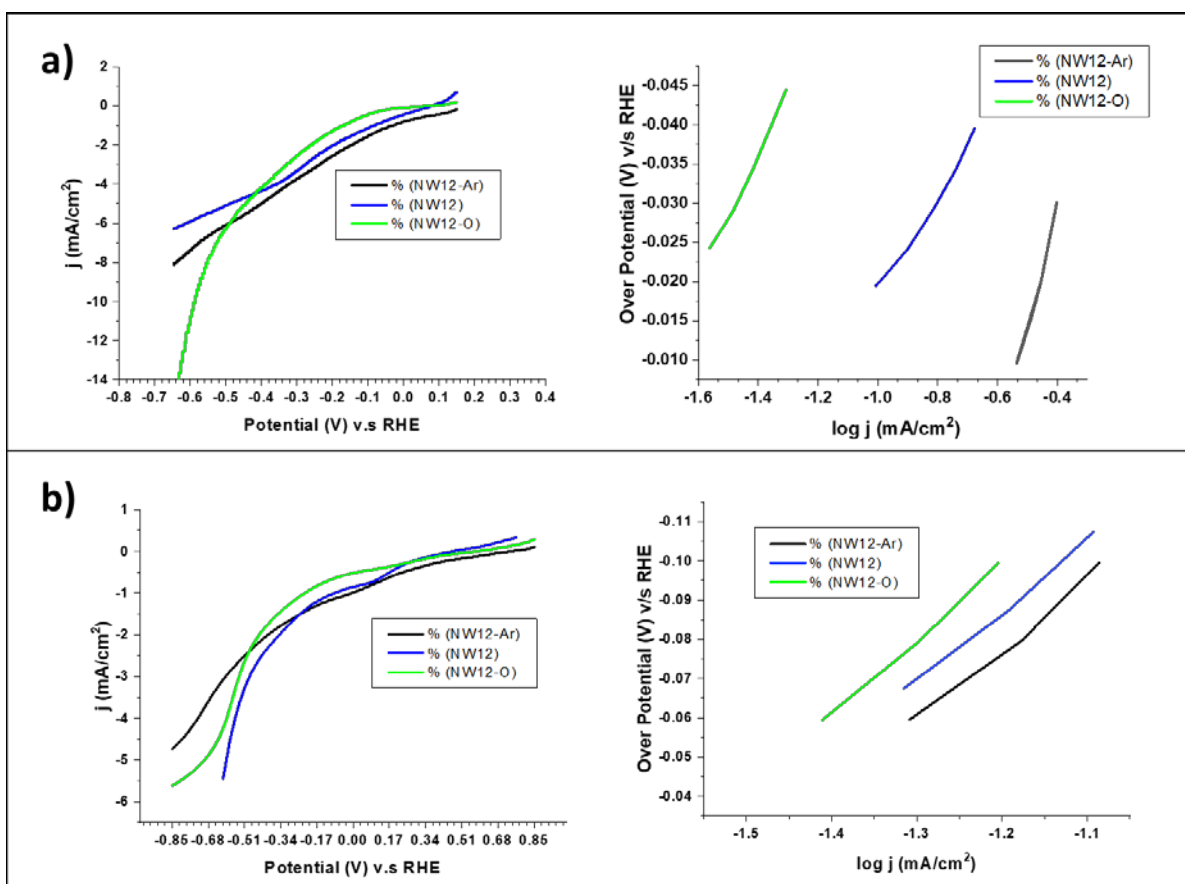 a)
2
0
-2
-4
-6
-8
-10
-12
-14
j (mA/cm²)
-0.8 -0.7 -0.6 -0.5 -0.4 -0.3 -0.2 -0.1 0.0 0.1 0.2 0.3 0.4
Potential (V) v.s RHE
% (NW12-Ar)
% (NW12)
% (NW12-O)
% (NW12-Ar)
% (NW12)
% (NW12-O)
-0.045
-0.040
-0.035
-0.030
-0.025
-0.020
-0.015
-0.010
Over Potential (V) v/s RHE
-1.6 -1.4 -1.2 -1.0 -0.8 -0.6 -0.4
log j (mA/cm²)
b)
1
0
-1
-2
-3
-4
-5
-6
j (mA/cm²)
% (NW12-Ar)
% (NW12)
% (NW12-O)
-0.85 -0.68 -0.51 -0.34 -0.17 0.00 0.17 0.34 0.51 0.68 0.85
Potential (V) v.s RHE
-0.11
-0.10
-0.09
-0.08
-0.07
-0.06
-0.05
-0.04
Over Potential (V) v/s RHE
% (NW12-Ar)
% (NW12)
% (NW12-O)
-1.5 -1.4 -1.3 -1.2 -1.1
log j (mA/cm²)